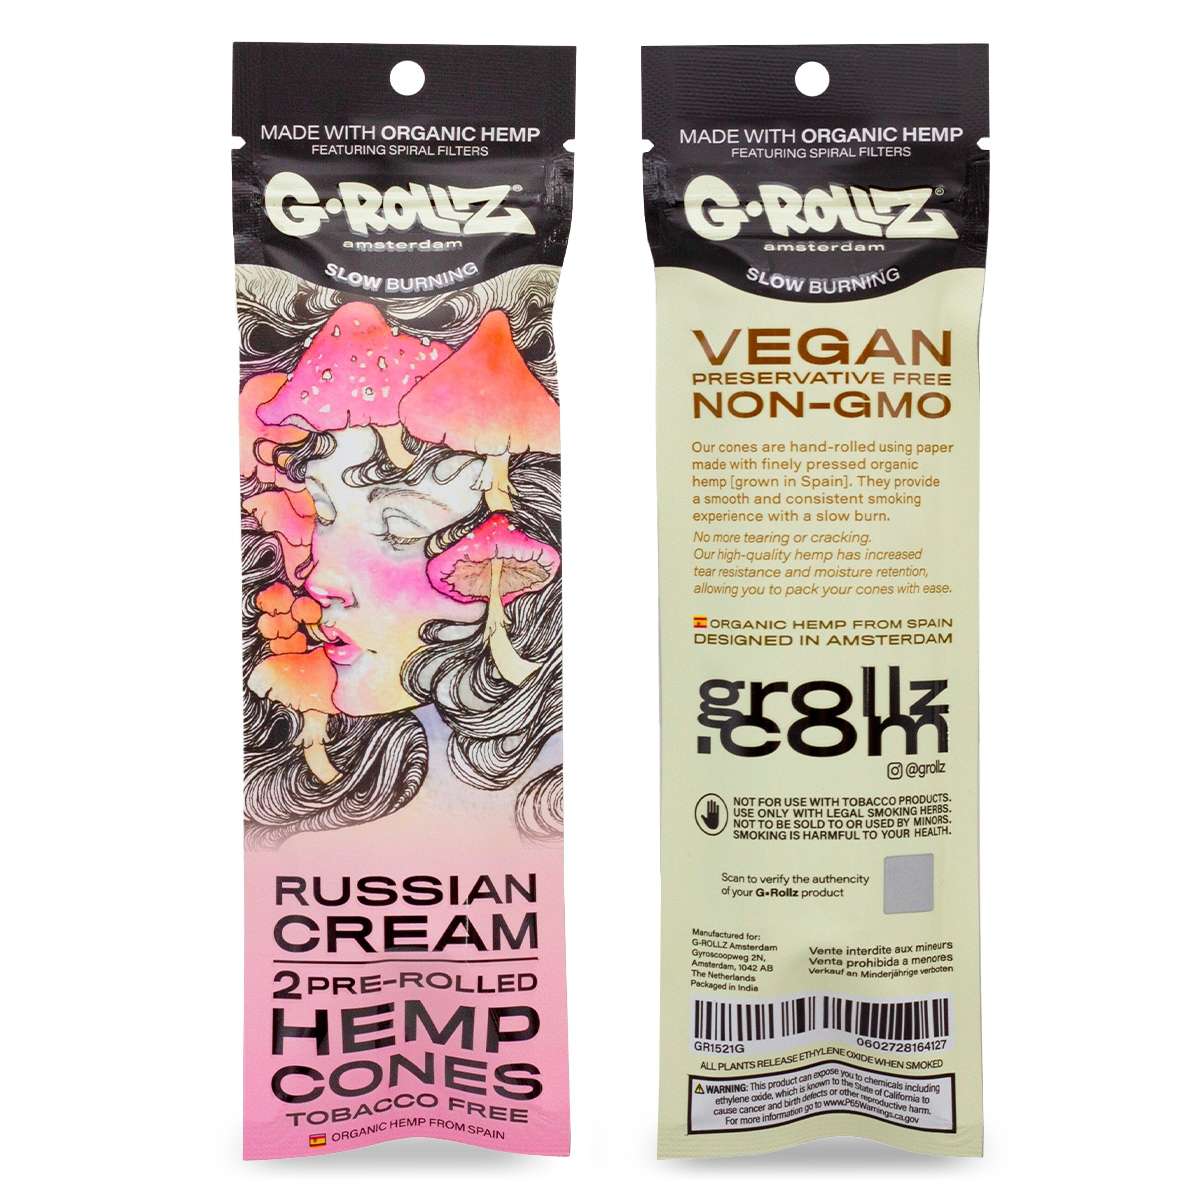 MADE WITH ORGANIC HEMP
FEATURING SPIRAL FILTERS
G•ROLLZ®
amsterdam
SLOW BURNING
RUSSIAN
CREAM
2 PRE-ROLLED
HEMP
CONES
TOBACCO FREE
ORGANIC HEMP FROM SPAIN
MADE WITH ORGANIC HEMP
FEATURING SPIRAL FILTERS
G•ROLLZ®
amsterdam
SLOW BURNING
VEGAN
PRESERVATIVE FREE
NON-GMO
Our cones are hand-rolled using paper
made with finely pressed organic
hemp [grown in Spain]. They provide
a smooth and consistent smoking
experience with a slow burn.
No more tearing or cracking.
Our high-quality hemp has increased
tear resistance and moisture retention,
allowing you to pack your cones with ease.
ORGANIC HEMP FROM SPAIN
DESIGNED IN AMSTERDAM
grollz
.com
@grollz
NOT FOR USE WITH TOBACCO PRODUCTS.
USE ONLY WITH LEGAL SMOKING HERBS.
NOT TO BE SOLD TO OR USED BY MINORS.
SMOKING IS HARMFUL TO YOUR HEALTH.
Scan to verify the authencity
of your G•Rollz product
Manufactured for:
G-ROLLZ Amsterdam
Gyroscoopweg 2N,
Amsterdam, 1042 AB
The Netherlands
Packaged in India
Vente interdite aux mineurs
Venta prohibida a menores
Verkauf an Minderjährige verboten
GR1521G
0602728164127
ALL PLANTS RELEASE ETHYLENE OXIDE WHEN SMOKED
WARNING: This product can expose you to chemicals including
ethylene oxide, which is known to the State of California to
cause cancer and birth defects or other reproductive harm.
For more information go to www.P65Warnings.ca.gov